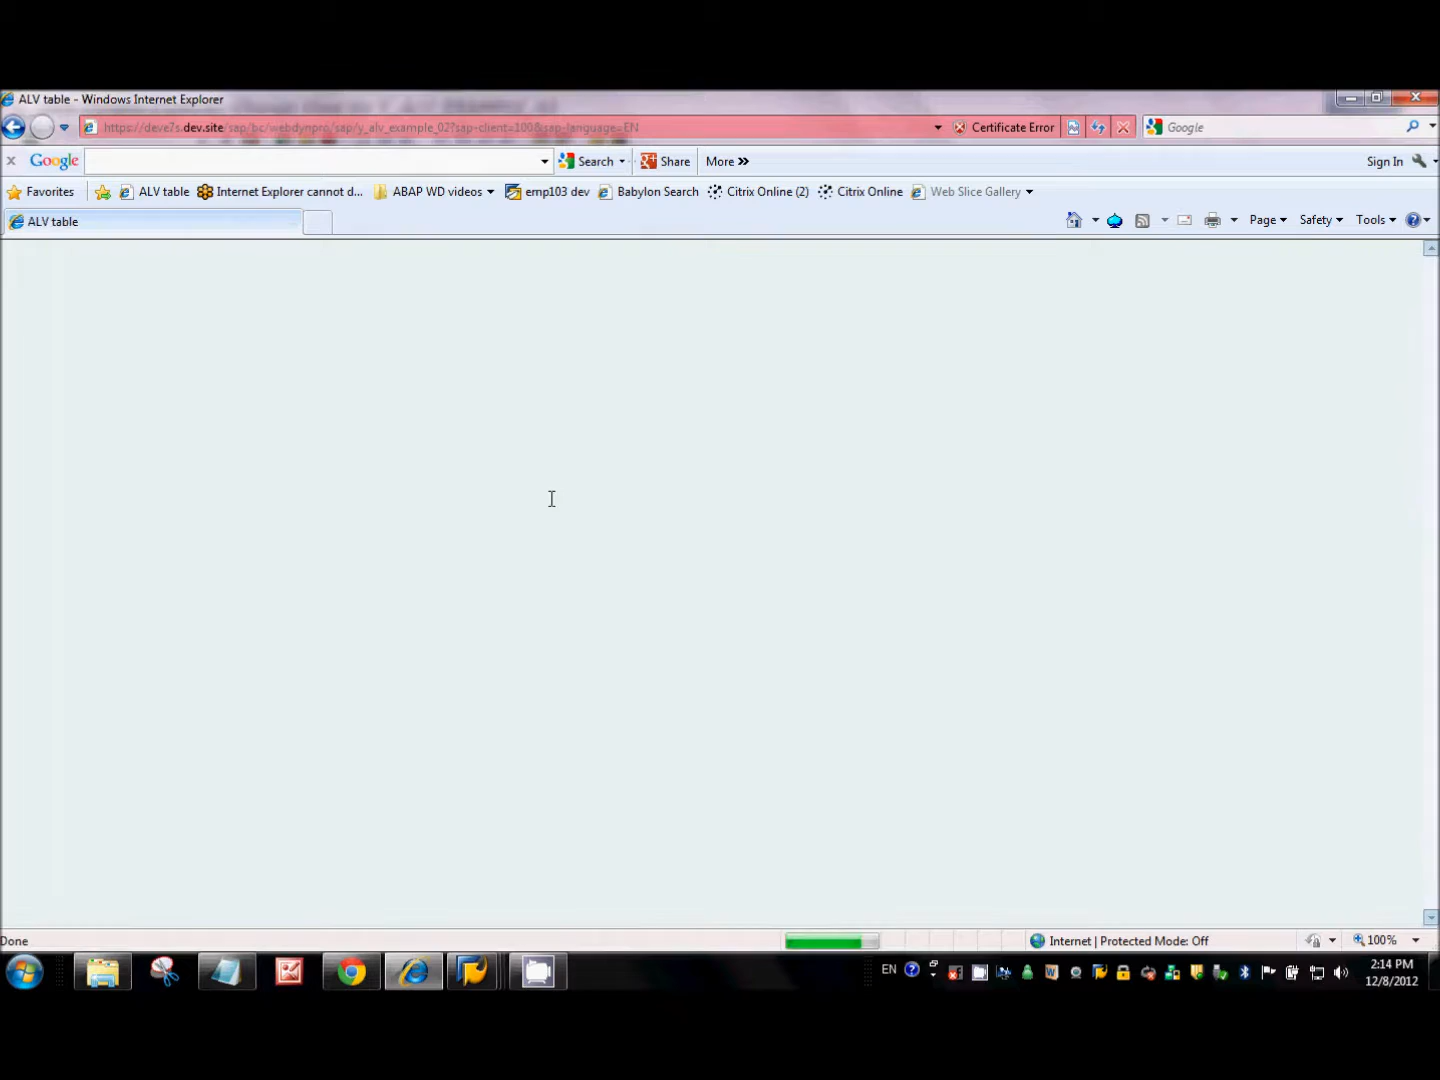 ALV table - Windows Internet Explorer
https://deve7s.dev.site/sap/bc/webdynpro/sap/y_alv_example_02?sap-client=100&sap-language=EN
Certificate Error
Google
x Google
Search
Share
More »
Sign In
Favorites
ALV table
Internet Explorer cannot d...
ABAP WD videos
emp103 dev
Babylon Search
Citrix Online (2)
Citrix Online
Web Slice Gallery
ALV table
Page
Safety
Tools
Done
Internet | Protected Mode: Off
100%
EN
2:14 PM
12/8/2012